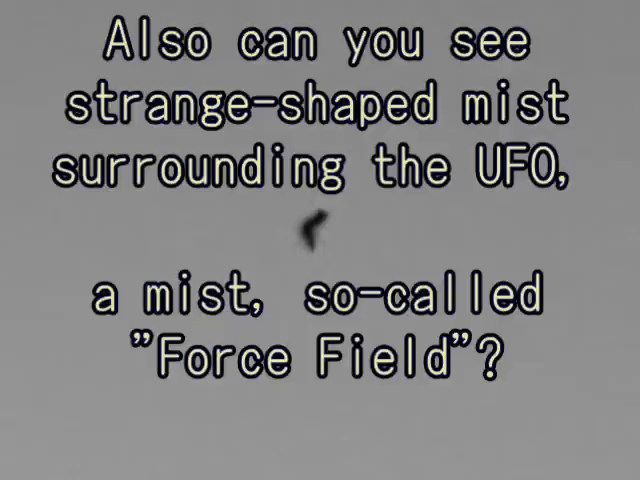 Also can you see
strange-shaped mist
surrounding the UFO,
a mist, so-called
"Force Field"?